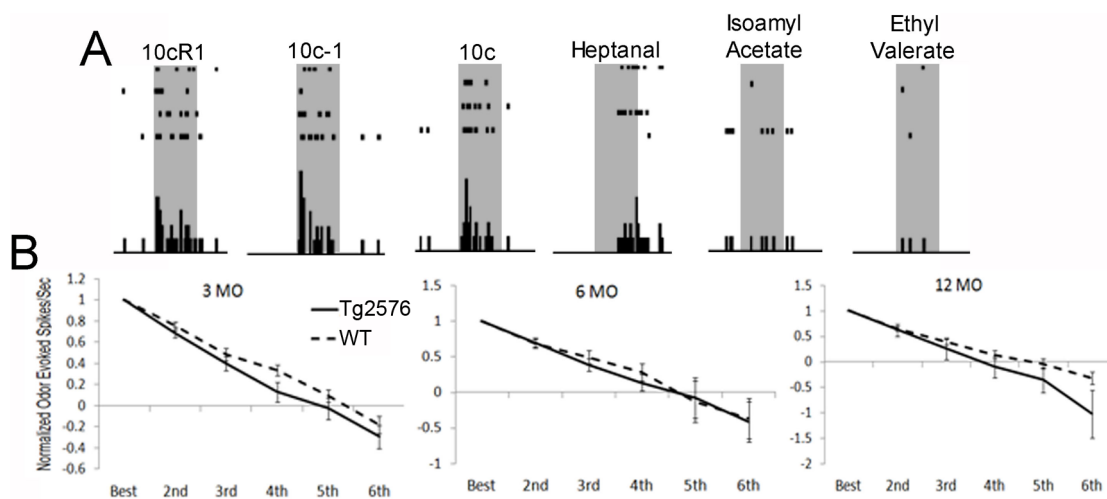 A
10cR1
10c-1
10c
Heptanal
Isoamyl
Acetate
Ethyl
Valerate
B
Normalized Odor Evoked Spikes/Sec
3 MO
1.2
1
0.8
0.6
0.4
0.2
0
-0.2
-0.4
-0.6
Tg2576
WT
Best 2nd 3rd 4th 5th 6th
6 MO
1.5
1
0.5
0
-0.5
-1
Best 2nd 3rd 4th 5th 6th
12 MO
1.5
1
0.5
0
-0.5
-1
-1.5
-2
Best 2nd 3rd 4th 5th 6th